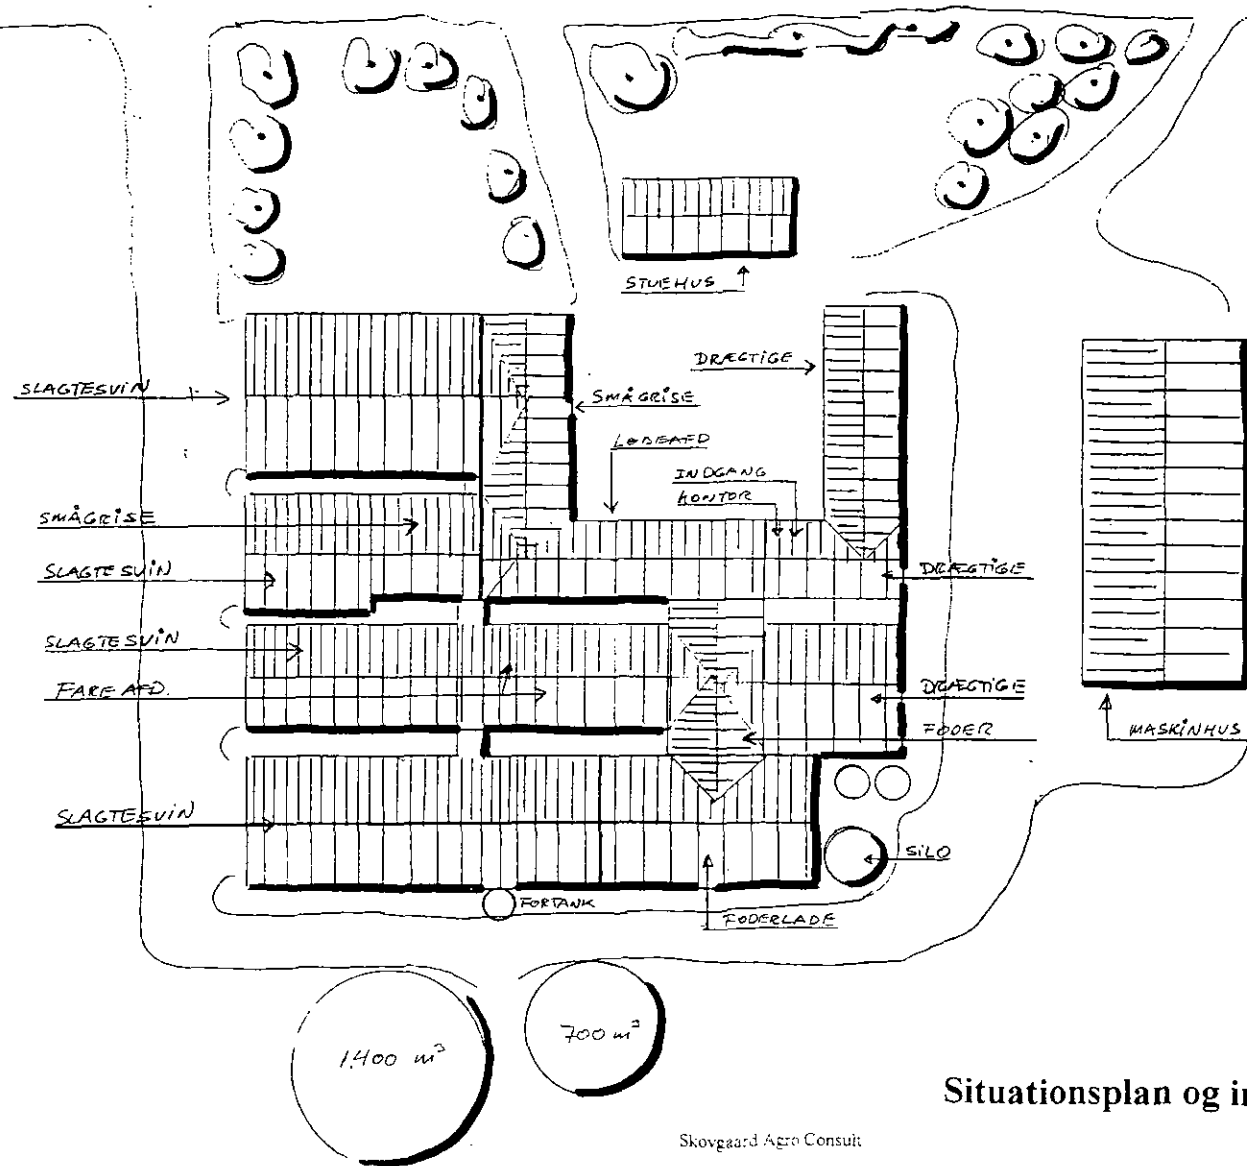 STUEHUS
DRÆGTIGE
SLAGTESVIN
SMÅGRISE
LØBEAFD
INDGANG
KONTOR
SMÅGRISE
SLAGTESVIN
DRÆGTIGE
SLAGTESVIN
FARE AFD.
DRÆGTIGE
FODER
MASKINHUS
SLAGTESVIN
SILO
FORTANK
FODERLADE
1.400 m³
700 m³
Situationsplan og i
Skovgaard Agro Consult